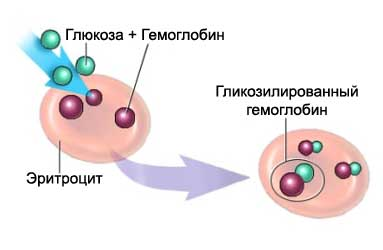 Глюкоза + Гемоглобин
Гликозилированный
гемоглобин
Эритроцит